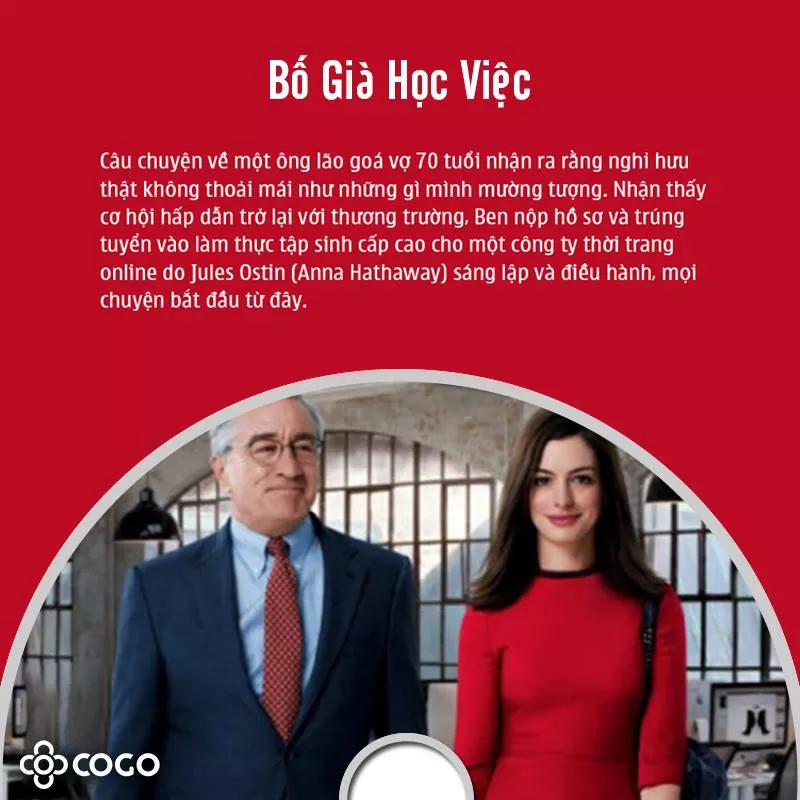 Bố Già Học Việc
Câu chuyện về một ông lão goá vợ 70 tuổi nhận ra rằng nghỉ hưu
thật không thoải mái như những gì mình mường tượng. Nhận thấy
cơ hội hấp dẫn trở lại với thương trường, Ben nộp hồ sơ và trúng
tuyển vào làm thực tập sinh cấp cao cho một công ty thời trang
online do Jules Ostin (Anna Hathaway) sáng lập và điều hành, mọi
chuyện bắt đầu từ đây.
COGO